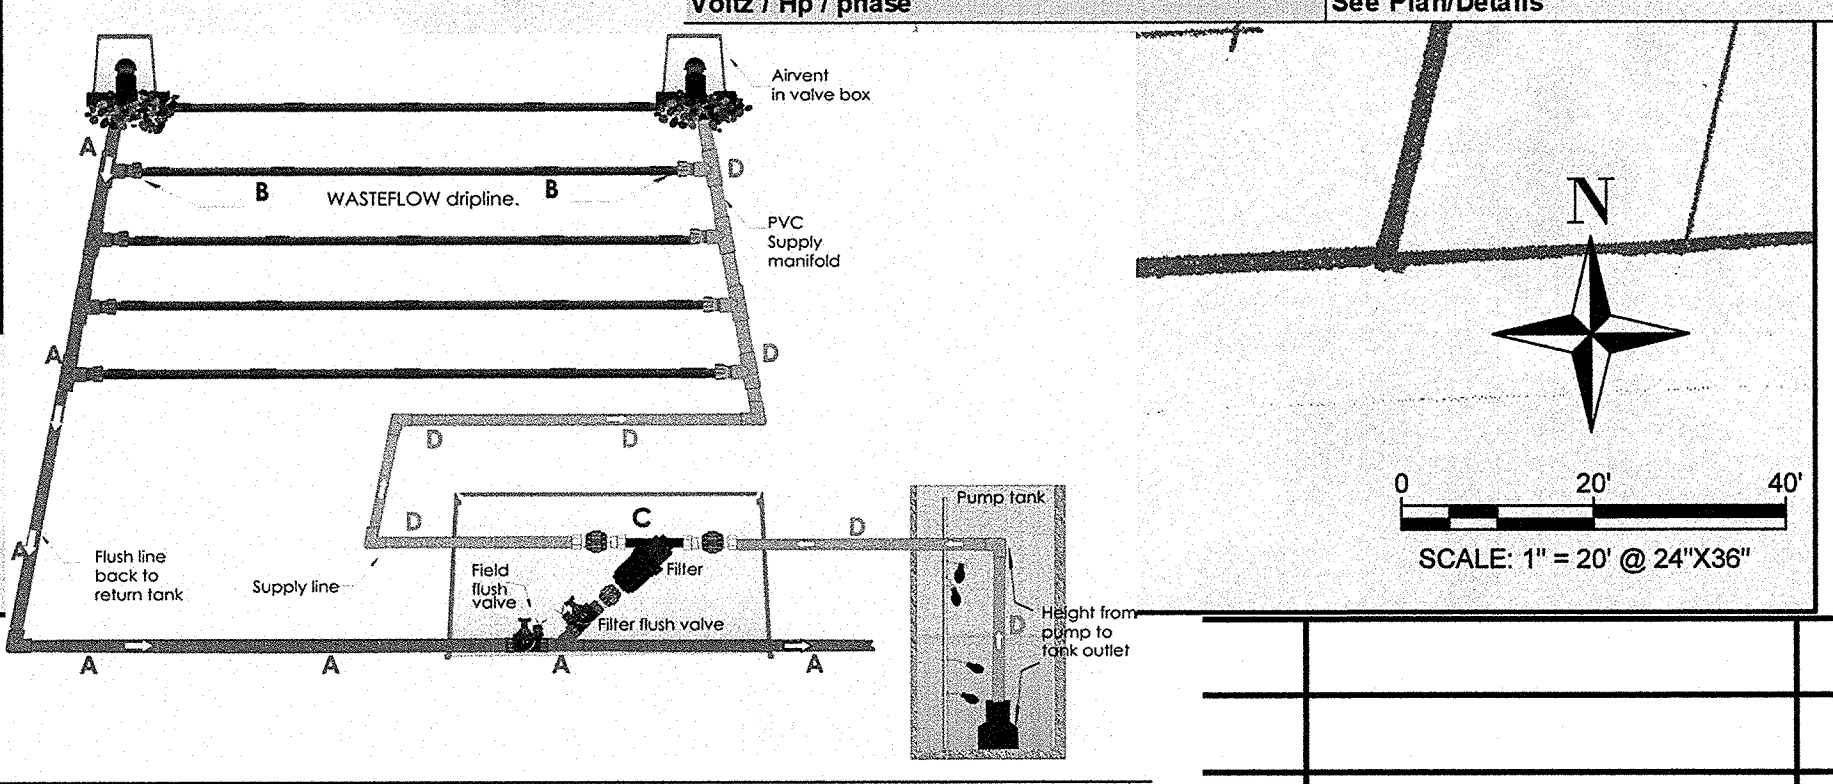 Voltz / Hp / phase
See Plan/Details
Airvent
in valve box
A
D
B
WASTEFLOW dripline.
B
PVC
Supply
manifold
N
A
D
D
D
0
20'
40'
SCALE: 1" = 20' @ 24"X36"
Pump tank
D
C
D
A
Flush line
back to
return tank
Supply line
Field
flush
valve
Filter
Filter flush valve
Height from
pump to
tank outlet
D
A
A
A
A